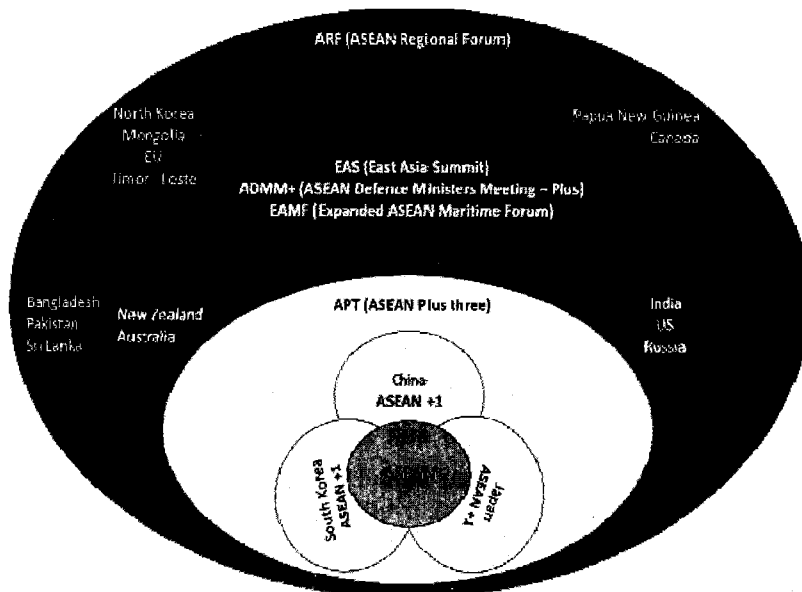 ARF (ASEAN Regional Forum)
North Korea
Mongolia
EU
Timor-Leste
Papua New Guinea
Canada
EAS (East Asia Summit)
ADMM+ (ASEAN Defence Ministers Meeting – Plus)
EAMF (Expanded ASEAN Maritime Forum)
Bangladesh
Pakistan
Sri Lanka
New Zealand
Australia
APT (ASEAN Plus three)
India
US
Russia
China
ASEAN +1
South Korea
ASEAN +1
Japan
ASEAN +1